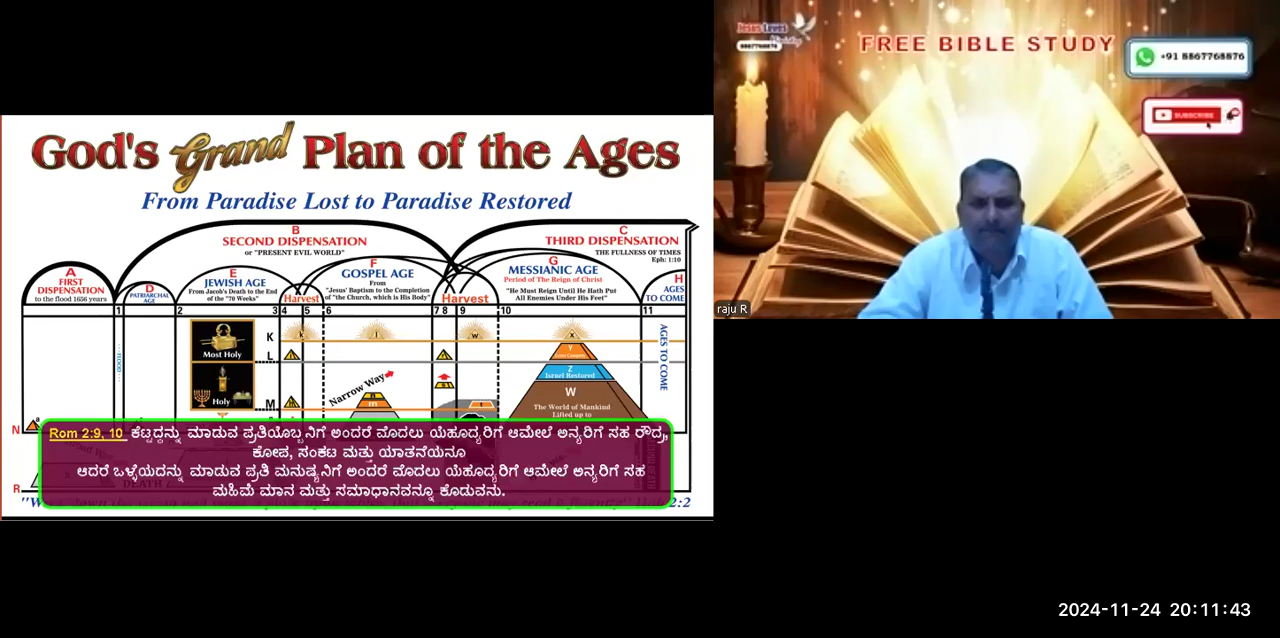 God's Grand Plan of the Ages
From Paradise Lost to Paradise Restored
B
SECOND DISPENSATION
or "PRESENT EVIL WORLD"
C
THIRD DISPENSATION
THE FULLNESS OF TIMES
Eph: 1:10
A
FIRST
DISPENSATION
to the flood 1656 years
D
PATRIARCHAL
AGE
E
JEWISH AGE
From Jacob's Death to the End
of the "70 Weeks"
F
GOSPEL AGE
From
"Jesus' Baptism to the Completion
of "the Church, which is His Body"
Harvest
Harvest
G
MESSIANIC AGE
Period of The Reign of Christ
"He Must Reign Until He Hath Put
All Enemies Under His Feet"
H
AGES
TO COME
1 2 3 4 5 6 7 8 9 10 11
K
L
M
N
R
Most Holy
Holy
FLOOD
Narrow Way
X
Y
Z
Israel Restored
W
The World of Mankind
Lifted up to
AGES TO COME
Rom 2:9, 10 ಕೆಟ್ಟದ್ದನ್ನು ಮಾಡುವ ಪ್ರತಿಯೊಬ್ಬನಿಗೆ ಅಂದರೆ ಮೊದಲು ಯೆಹೂದ್ಯರಿಗೆ ಆಮೇಲೆ ಅನ್ಯರಿಗೆ ಸಹ ರೌದ್ರ,
ಕೋಪ, ಸಂಕಟ ಮತ್ತು ಯಾತನೆಯನೂ
ಆದರೆ ಒಳ್ಳೆಯದನ್ನು ಮಾಡುವ ಪ್ರತಿ ಮನುಷ್ಯನಿಗೆ ಅಂದರೆ ಮೊದಲು ಯೆಹೂದ್ಯರಿಗೆ ಆಮೇಲೆ ಅನ್ಯರಿಗೆ ಸಹ
ಮಹಿಮೆ ಮಾನ ಮತ್ತು ಸಮಾಧಾನವನ್ನೂ ಕೊಡುವನು.
2:2
Jesus Loves
Ministry
8867768876
FREE BIBLE STUDY
+91 8867768876
SUBSCRIBE
raju R
2024-11-24 20:11:43